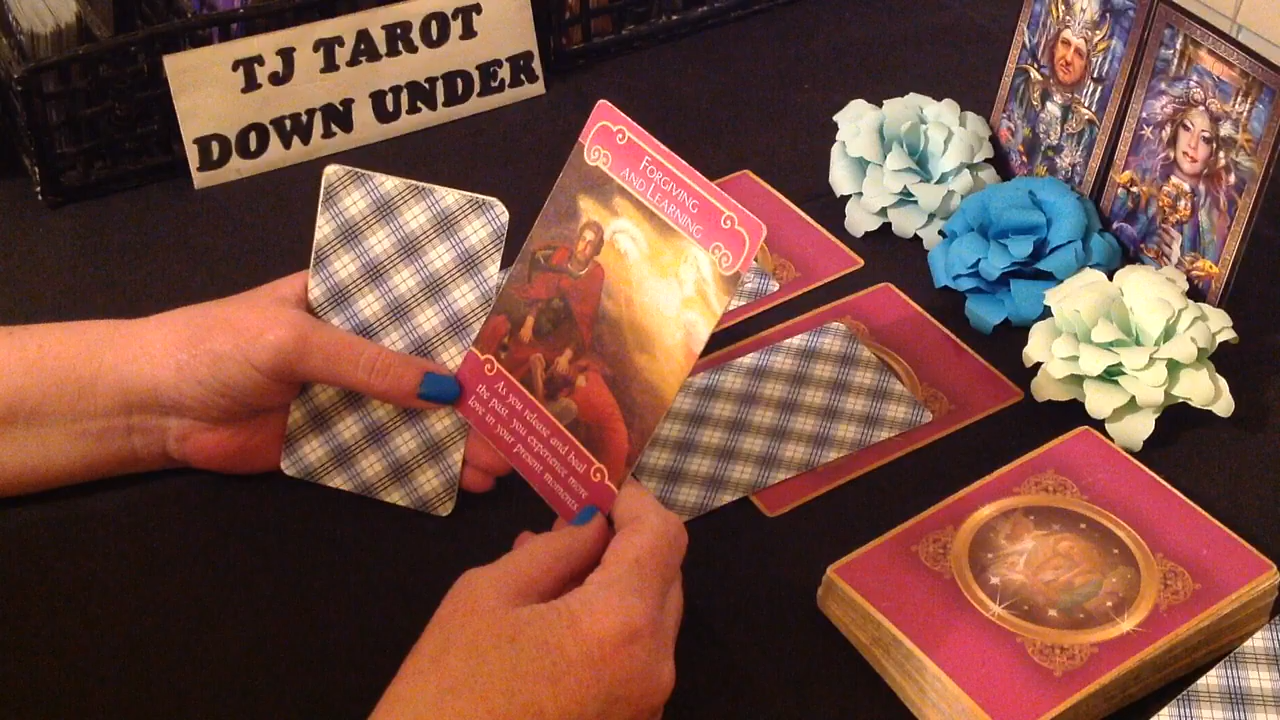 TJ TAROT
DOWN UNDER
FORGIVING
AND LEARNING
As you release and heal
the past, you experience more
love in your present moments.